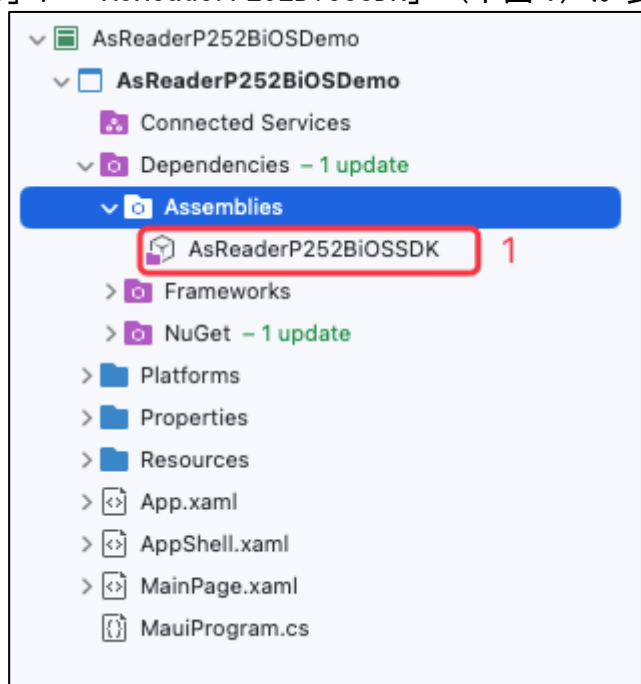 AsReaderP252BiOSDemo
AsReaderP252BiOSDemo
Connected Services
Dependencies – 1 update
Assemblies
AsReaderP252BiOSSDK 1
Frameworks
NuGet – 1 update
Platforms
Properties
Resources
App.xaml
AppShell.xaml
MainPage.xaml
MauiProgram.cs